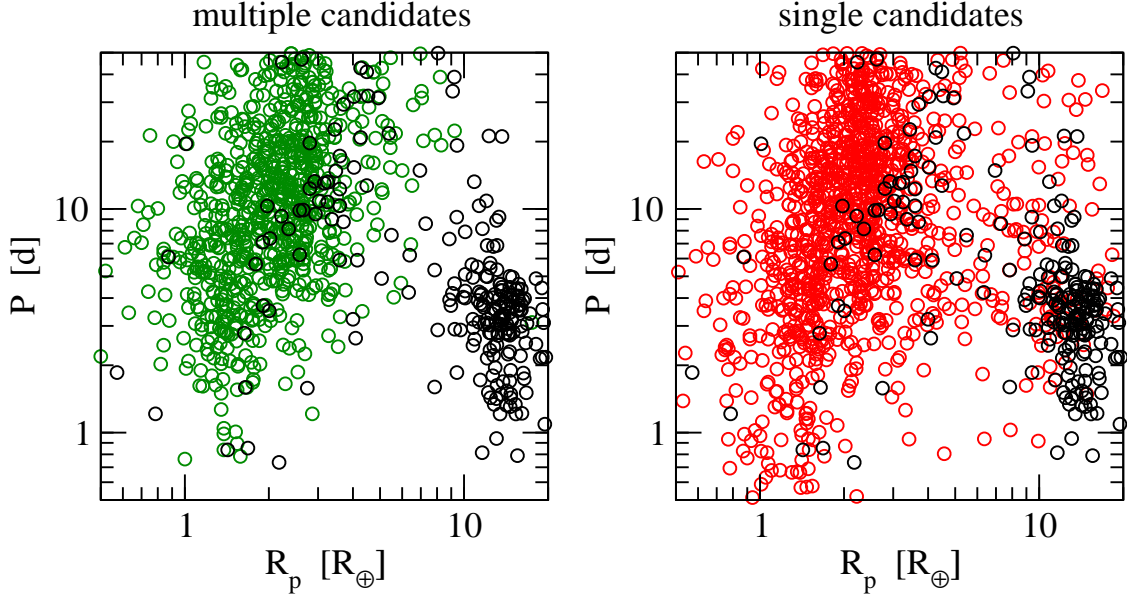 multiple candidates
single candidates
P [d]
10
1
1
10
R_p [R_⊕]
P [d]
10
1
1
10
R_p [R_⊕]